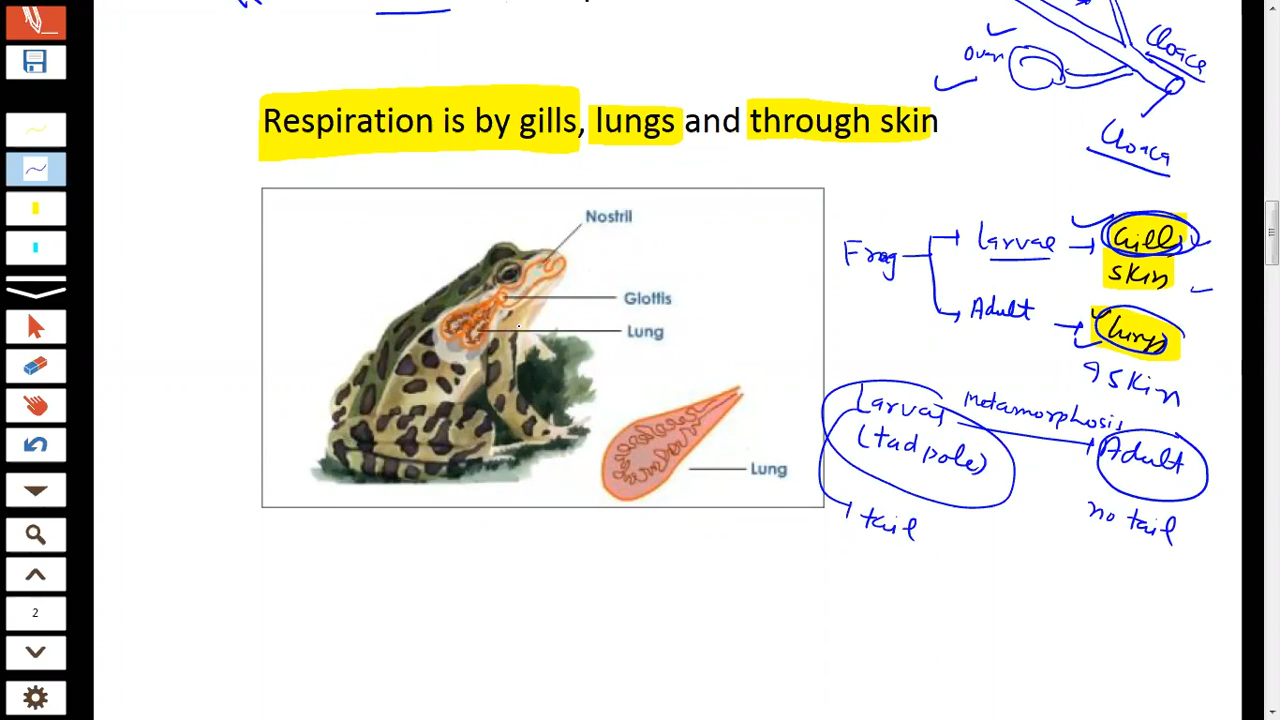 Cloaca
Ovary
Cloaca
Respiration is by gills, lungs and through skin
Nostril
Glottis
Lung
Lung
Frog
Larvae
Gills
skin
Adult
lungs
skin
Larvae
(tadpole)
metamorphosis
Adult
tail
no tail
2